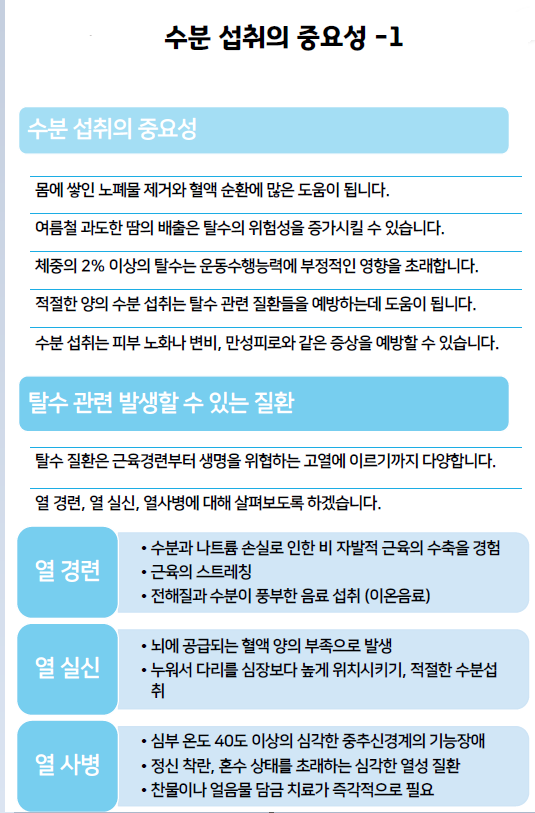 수분 섭취의 중요성 -1
수분 섭취의 중요성
몸에 쌓인 노폐물 제거와 혈액 순환에 많은 도움이 됩니다.
여름철 과도한 땀의 배출은 탈수의 위험성을 증가시킬 수 있습니다.
체중의 2% 이상의 탈수는 운동수행능력에 부정적인 영향을 초래합니다.
적절한 양의 수분 섭취는 탈수 관련 질환들을 예방하는데 도움이 됩니다.
수분 섭취는 피부 노화나 변비, 만성피로와 같은 증상을 예방할 수 있습니다.
탈수 관련 발생할 수 있는 질환
탈수 질환은 근육경련부터 생명을 위협하는 고열에 이르기까지 다양합니다.
열 경련, 열 실신, 열사병에 대해 살펴보도록 하겠습니다.
열 경련
• 수분과 나트륨 손실로 인한 비 자발적 근육의 수축을 경험
• 근육의 스트레칭
• 전해질과 수분이 풍부한 음료 섭취 (이온음료)
열 실신
• 뇌에 공급되는 혈액 양의 부족으로 발생
• 누워서 다리를 심장보다 높게 위치시키기, 적절한 수분섭
취
열 사병
• 심부 온도 40도 이상의 심각한 중추신경계의 기능장애
• 정신 착란, 혼수 상태를 초래하는 심각한 열성 질환
• 찬물이나 얼음물 담금 치료가 즉각적으로 필요